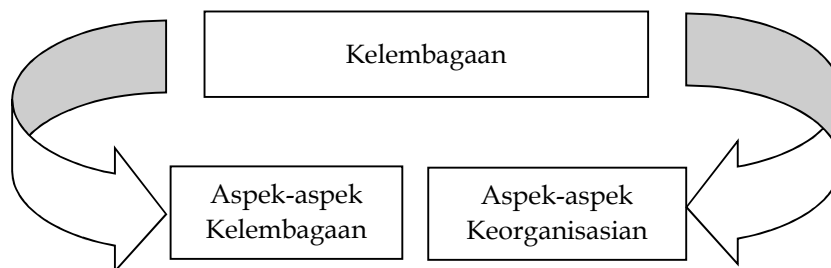 Kelembagaan
Aspek-aspek
Kelembagaan
Aspek-aspek
Keorganisasian